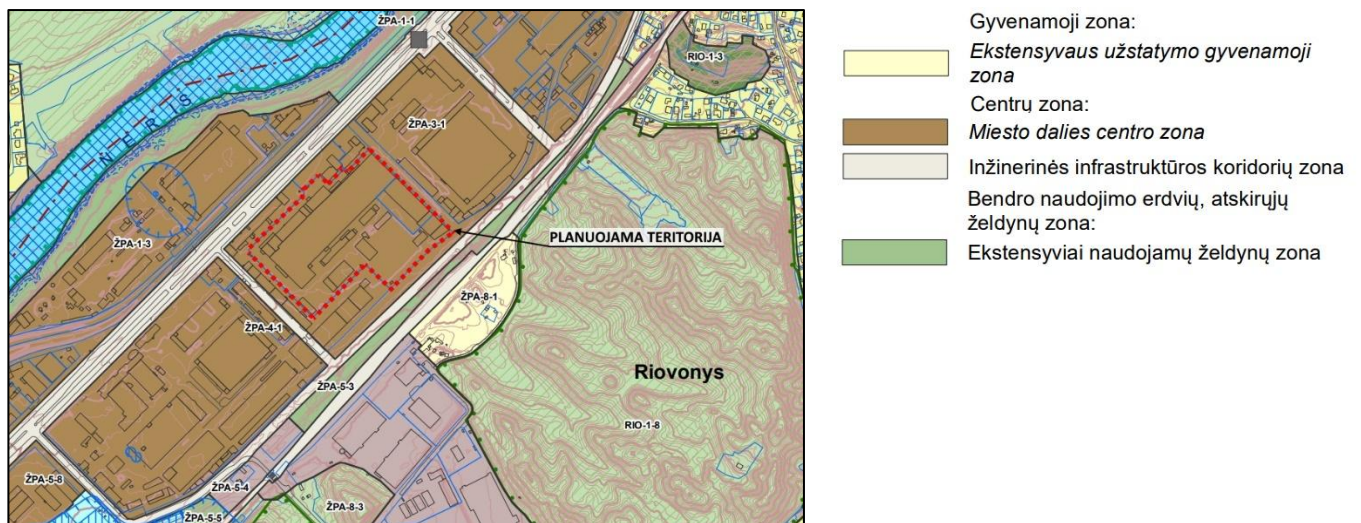 ŽPA-1-1
RIO-1-3
ŽPA-3-1
NERIS
PLANUOJAMA TERITORIJA
ŽPA-1-3
ŽPA-8-1
ŽPA-4-1
Riovonys
ŽPA-5-3
RIO-1-8
ŽPA-5-8
ŽPA-5-4
ŽPA-8-3
ŽPA-5-5
Gyvenamoji zona:
Ekstensyvaus užstatymo gyvenamoji
zona
Centrų zona:
Miesto dalies centro zona
Inžinerinės infrastruktūros koridorių zona
Bendro naudojimo erdvių, atskirųjų
želdynų zona:
Ekstensyviai naudojamų želdynų zona